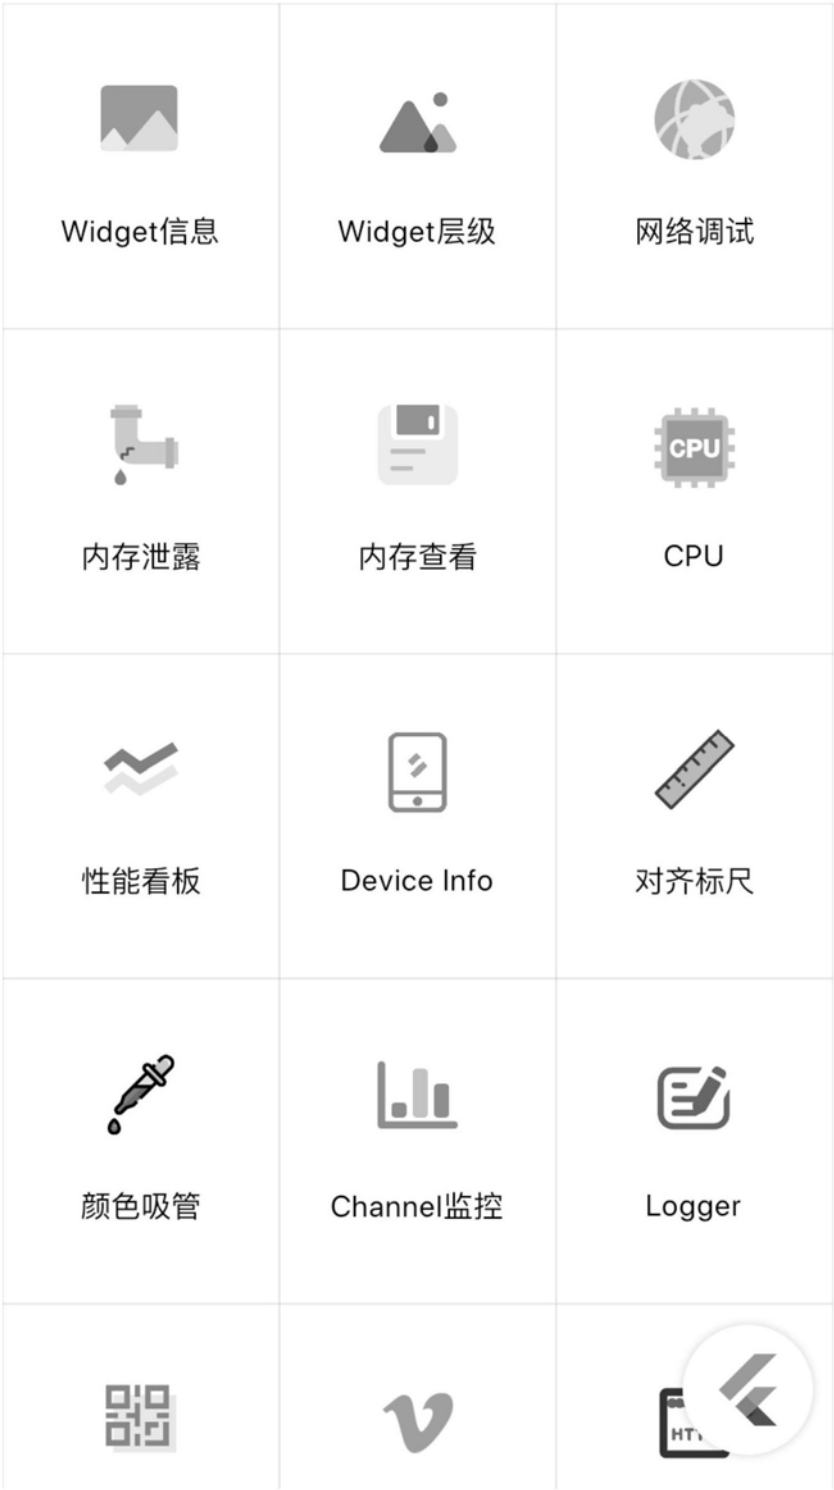 Widget信息
Widget层级
网络调试
内存泄露
内存查看
CPU
CPU
性能看板
Device Info
对齐标尺
颜色吸管
Channel监控
Logger